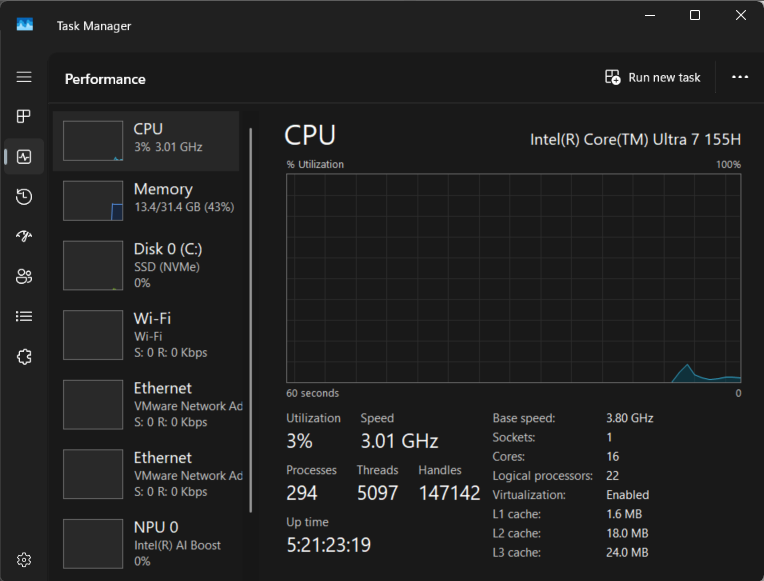 Task Manager
Performance
Run new task
CPU
3% 3.01 GHz
Memory
13.4/31.4 GB (43%)
Disk 0 (C:)
SSD (NVMe)
0%
Wi-Fi
Wi-Fi
S: 0 R: 0 Kbps
Ethernet
VMware Network Ad
S: 0 R: 0 Kbps
Ethernet
VMware Network Ad
S: 0 R: 0 Kbps
NPU 0
Intel(R) AI Boost
0%
CPU
Intel(R) Core(TM) Ultra 7 155H
% Utilization 100%
60 seconds 0
Utilization Speed
3% 3.01 GHz
Processes Threads Handles
294 5097 147142
Up time
5:21:23:19
Base speed: 3.80 GHz
Sockets: 1
Cores: 16
Logical processors: 22
Virtualization: Enabled
L1 cache: 1.6 MB
L2 cache: 18.0 MB
L3 cache: 24.0 MB